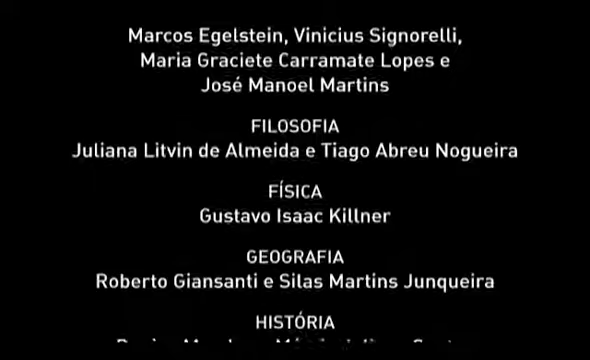 Marcos Egelstein, Vinicius Signorelli,
Maria Graciete Carramate Lopes e
José Manoel Martins
FILOSOFIA
Juliana Litvin de Almeida e Tiago Abreu Nogueira
FÍSICA
Gustavo Isaac Killner
GEOGRAFIA
Roberto Giansanti e Silas Martins Junqueira
HISTÓRIA